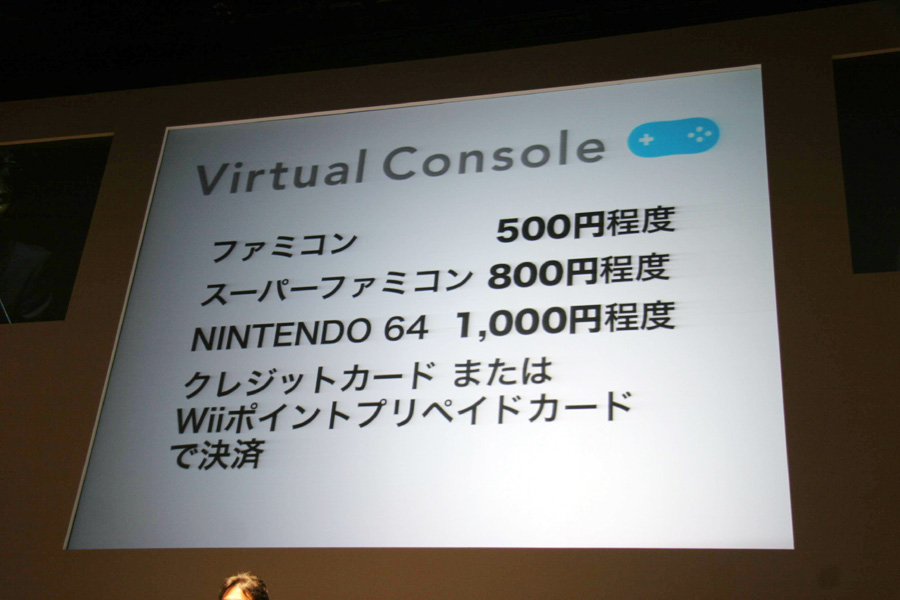 Virtual Console
ファミコン 500円程度
スーパーファミコン 800円程度
NINTENDO 64 1,000円程度
クレジットカード または
Wiiポイントプリペイドカード
で決済